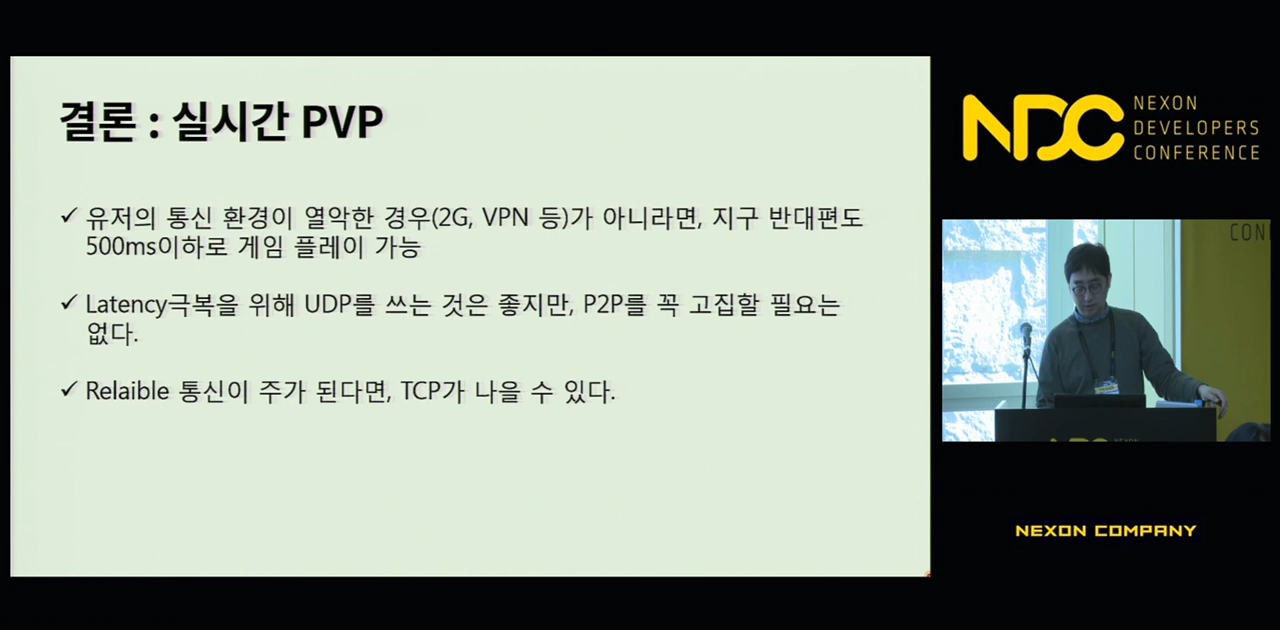 결론 : 실시간 PVP
✓ 유저의 통신 환경이 열악한 경우(2G, VPN 등)가 아니라면, 지구 반대편도
500ms이하로 게임 플레이 가능
✓ Latency극복을 위해 UDP를 쓰는 것은 좋지만, P2P를 꼭 고집할 필요는
없다.
✓ Relaible 통신이 주가 된다면, TCP가 나을 수 있다.
NDC
NEXON
DEVELOPERS
CONFERENCE
CON
NDC
NEXON COMPANY